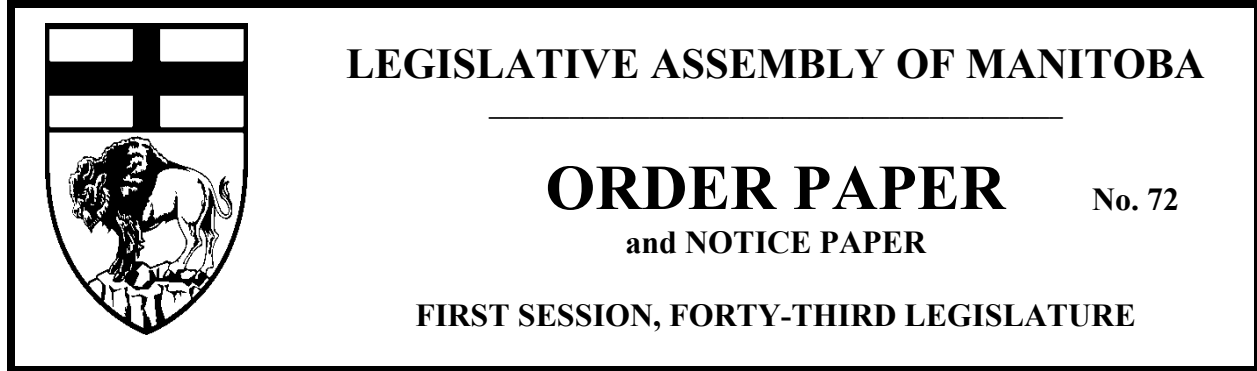 LEGISLATIVE ASSEMBLY OF MANITOBA
ORDER PAPER No. 72
and NOTICE PAPER
FIRST SESSION, FORTY-THIRD LEGISLATURE